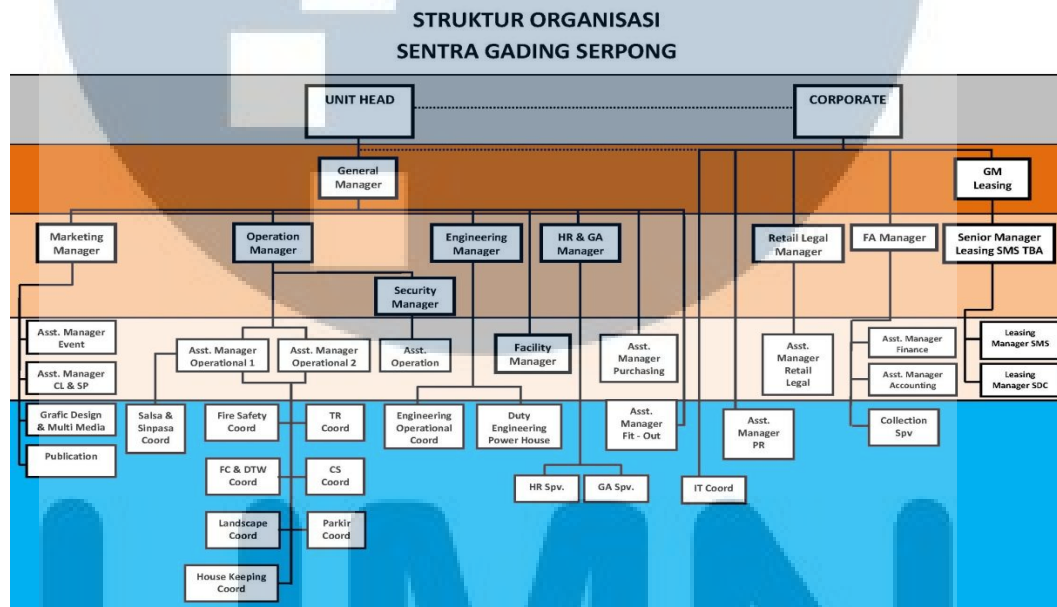 STRUKTUR ORGANISASI
SENTRA GADING SERPONG
UNIT HEAD
CORPORATE
General
Manager
GM
Leasing
Marketing
Manager
Operation
Manager
Engineering
Manager
HR & GA
Manager
Retail Legal
Manager
FA Manager
Senior Manager
Leasing SMS TBA
Security
Manager
Asst. Manager
Event
Asst. Manager
Operational 1
Asst. Manager
Operational 2
Asst.
Operation
Facility
Manager
Asst.
Manager
Purchasing
Asst.
Manager
Retail
Legal
Asst. Manager
Finance
Leasing
Manager SMS
Asst. Manager
CL & SP
Asst. Manager
Accounting
Leasing
Manager SDC
Grafic Design
& Multi Media
Salsa &
Sinpasa
Coord
Fire Safety
Coord
TR
Coord
Engineering
Operational
Coord
Duty
Engineering
Power House
Asst.
Manager
Fit - Out
Asst.
Manager
PR
Collection
Spv
Publication
FC & DTW
Coord
CS
Coord
HR Spv.
GA Spv.
IT Coord
Landscape
Coord
Parkir
Coord
House Keeping
Coord
UMN